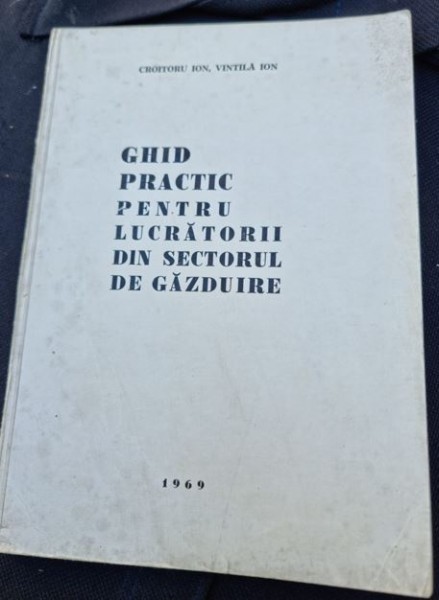 CROITORU ION, VINTILĂ ION
GHID
PRACTIC
PENTRU
LUCRĂTORII
DIN SECTORUL
DE GĂZDUIRE
1969